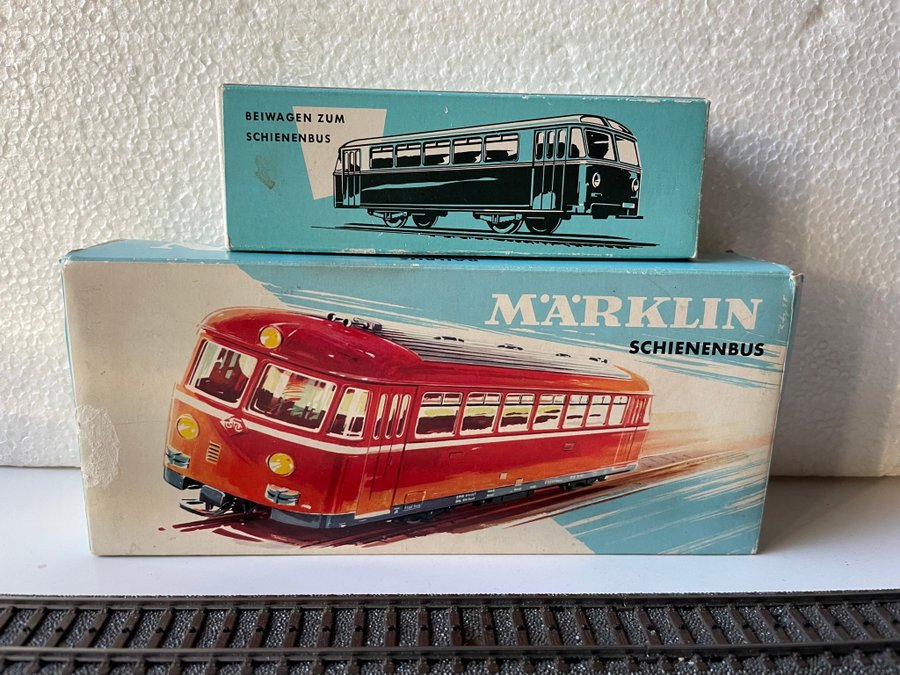 BEIWAGEN ZUM
SCHIENENBUS
MÄRKLIN
SCHIENENBUS